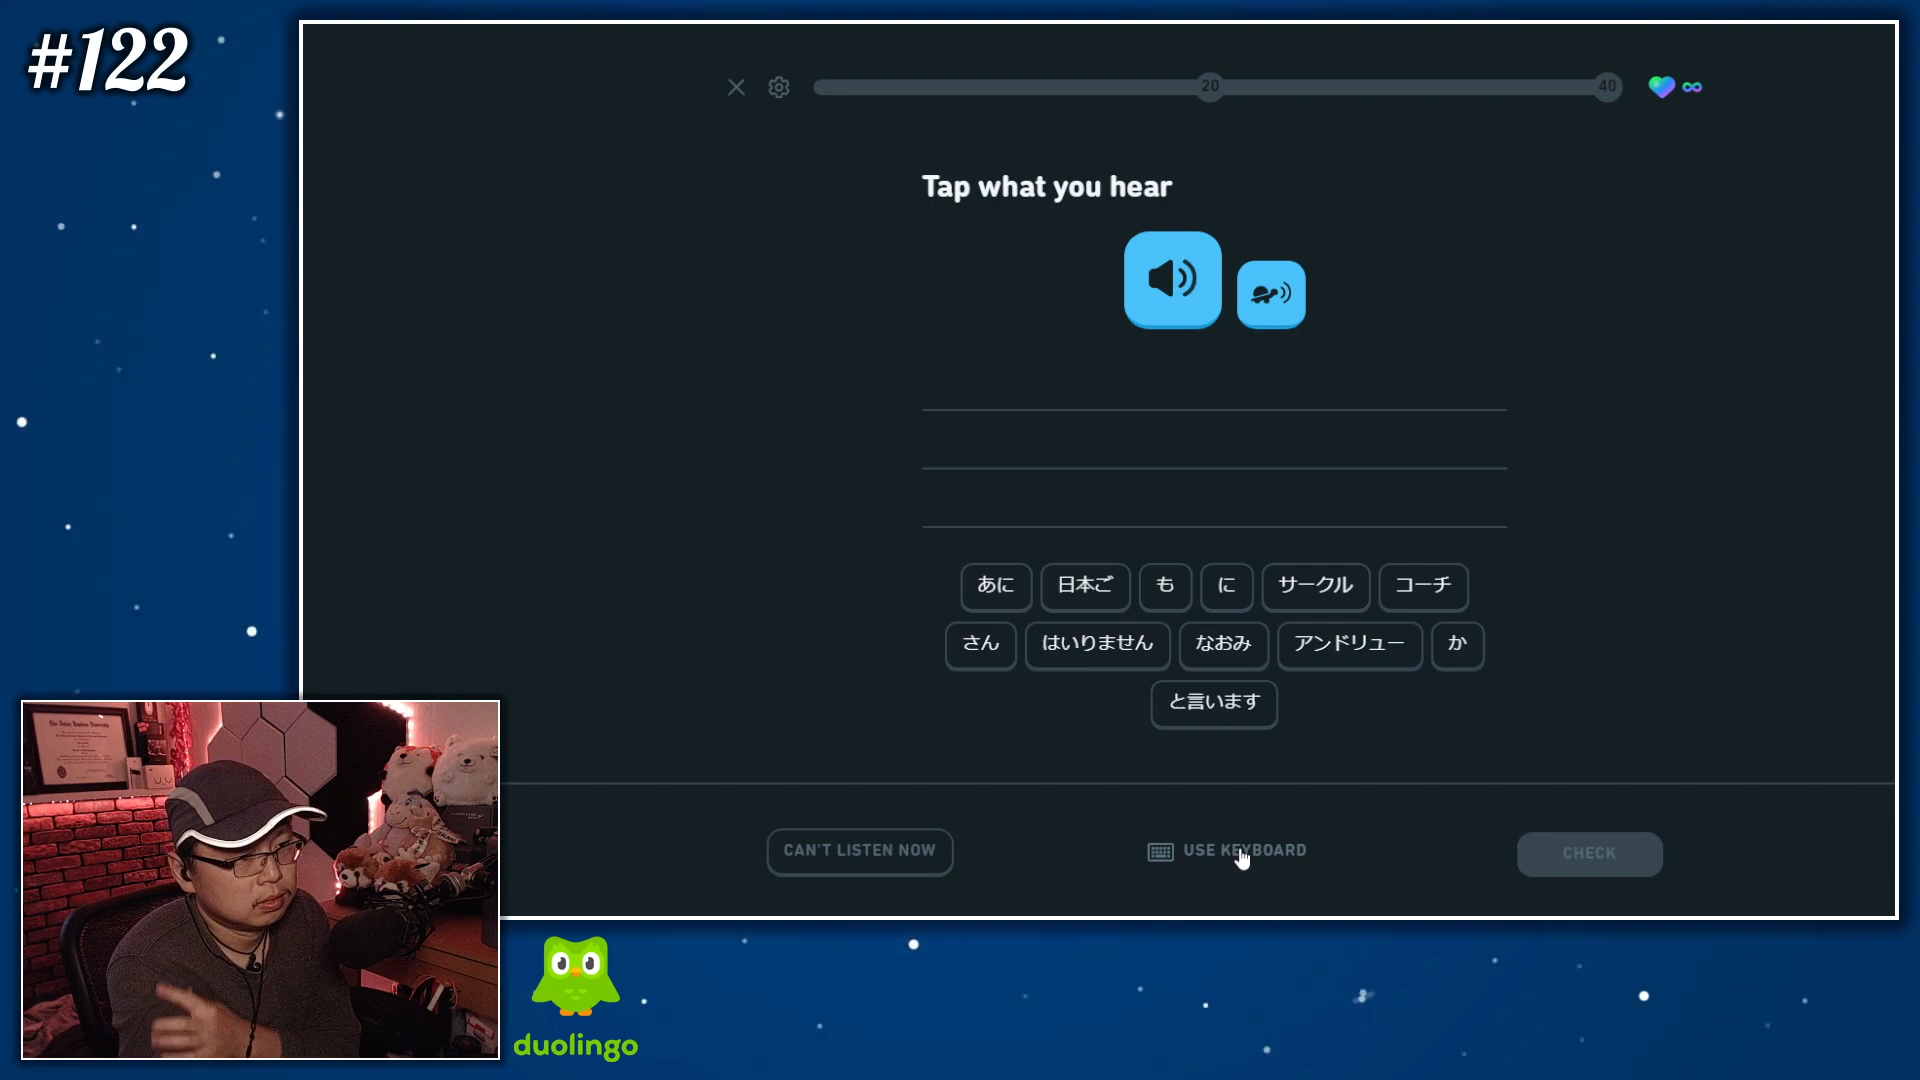 #122
20
40
Tap what you hear
あに 日本ご も に サークル コーチ
さん はいりません なおみ アンドリュー か
と言います
CAN'T LISTEN NOW
USE KEYBOARD
CHECK
duolingo